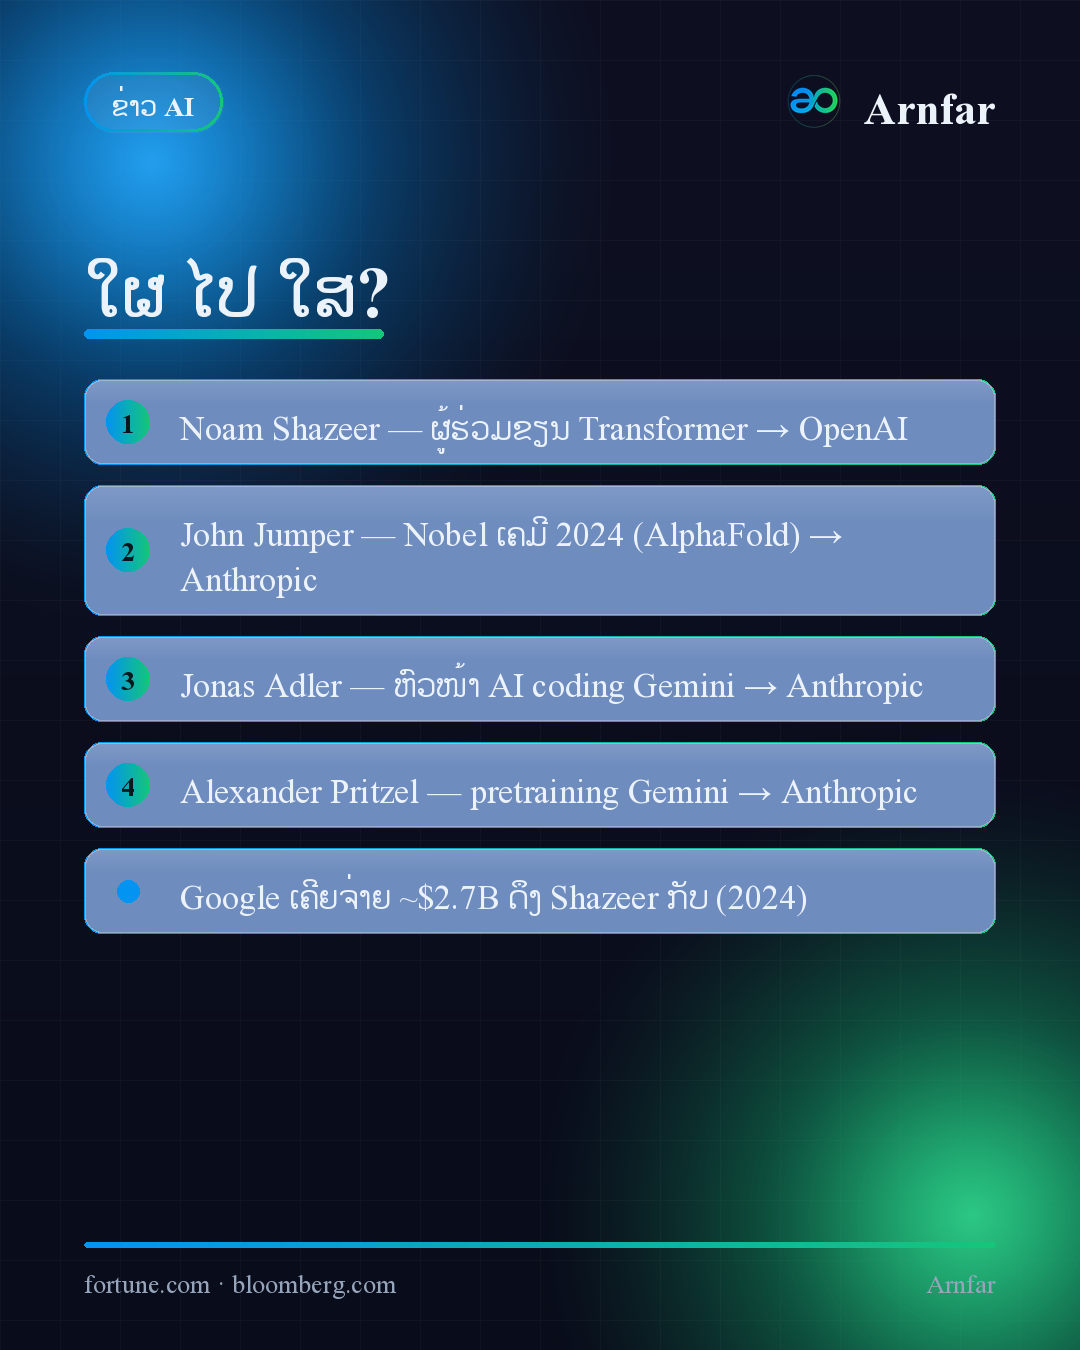 ຂ່າວ AI
Arnfar
ໃຜ ໄປ ໃສ?
1 Noam Shazeer — ຜູ້ຮ່ວມຂຽນ Transformer → OpenAI
2 John Jumper — Nobel ເຄມີ 2024 (AlphaFold) →
Anthropic
3 Jonas Adler — ຫົວໜ້າ AI coding Gemini → Anthropic
4 Alexander Pritzel — pretraining Gemini → Anthropic
Google ເຄີຍຈ່າຍ ~$2.7B ດຶງ Shazeer ກັບ (2024)
fortune.com · bloomberg.com
Arnfar